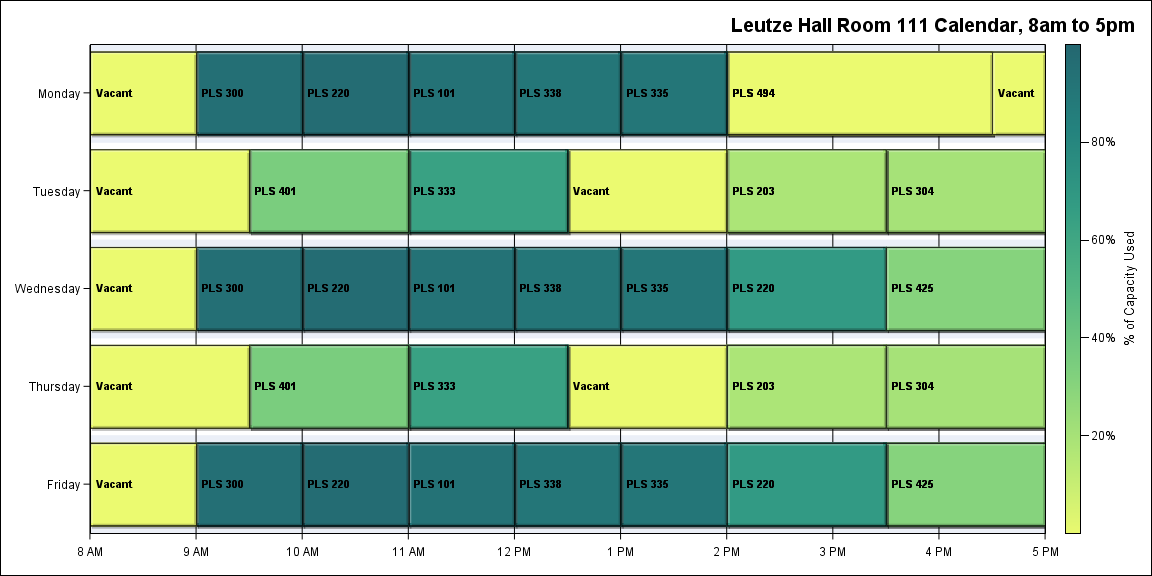 Leutze Hall Room 111 Calendar, 8am to 5pm
Monday
Vacant
PLS 300
PLS 220
PLS 101
PLS 338
PLS 335
PLS 494
Vacant
Tuesday
Vacant
PLS 401
PLS 333
Vacant
PLS 203
PLS 304
Wednesday
Vacant
PLS 300
PLS 220
PLS 101
PLS 338
PLS 335
PLS 220
PLS 425
Thursday
Vacant
PLS 401
PLS 333
Vacant
PLS 203
PLS 304
Friday
Vacant
PLS 300
PLS 220
PLS 101
PLS 338
PLS 335
PLS 220
PLS 425
8 AM
9 AM
10 AM
11 AM
12 PM
1 PM
2 PM
3 PM
4 PM
5 PM
80%
60%
40%
20%
% of Capacity Used